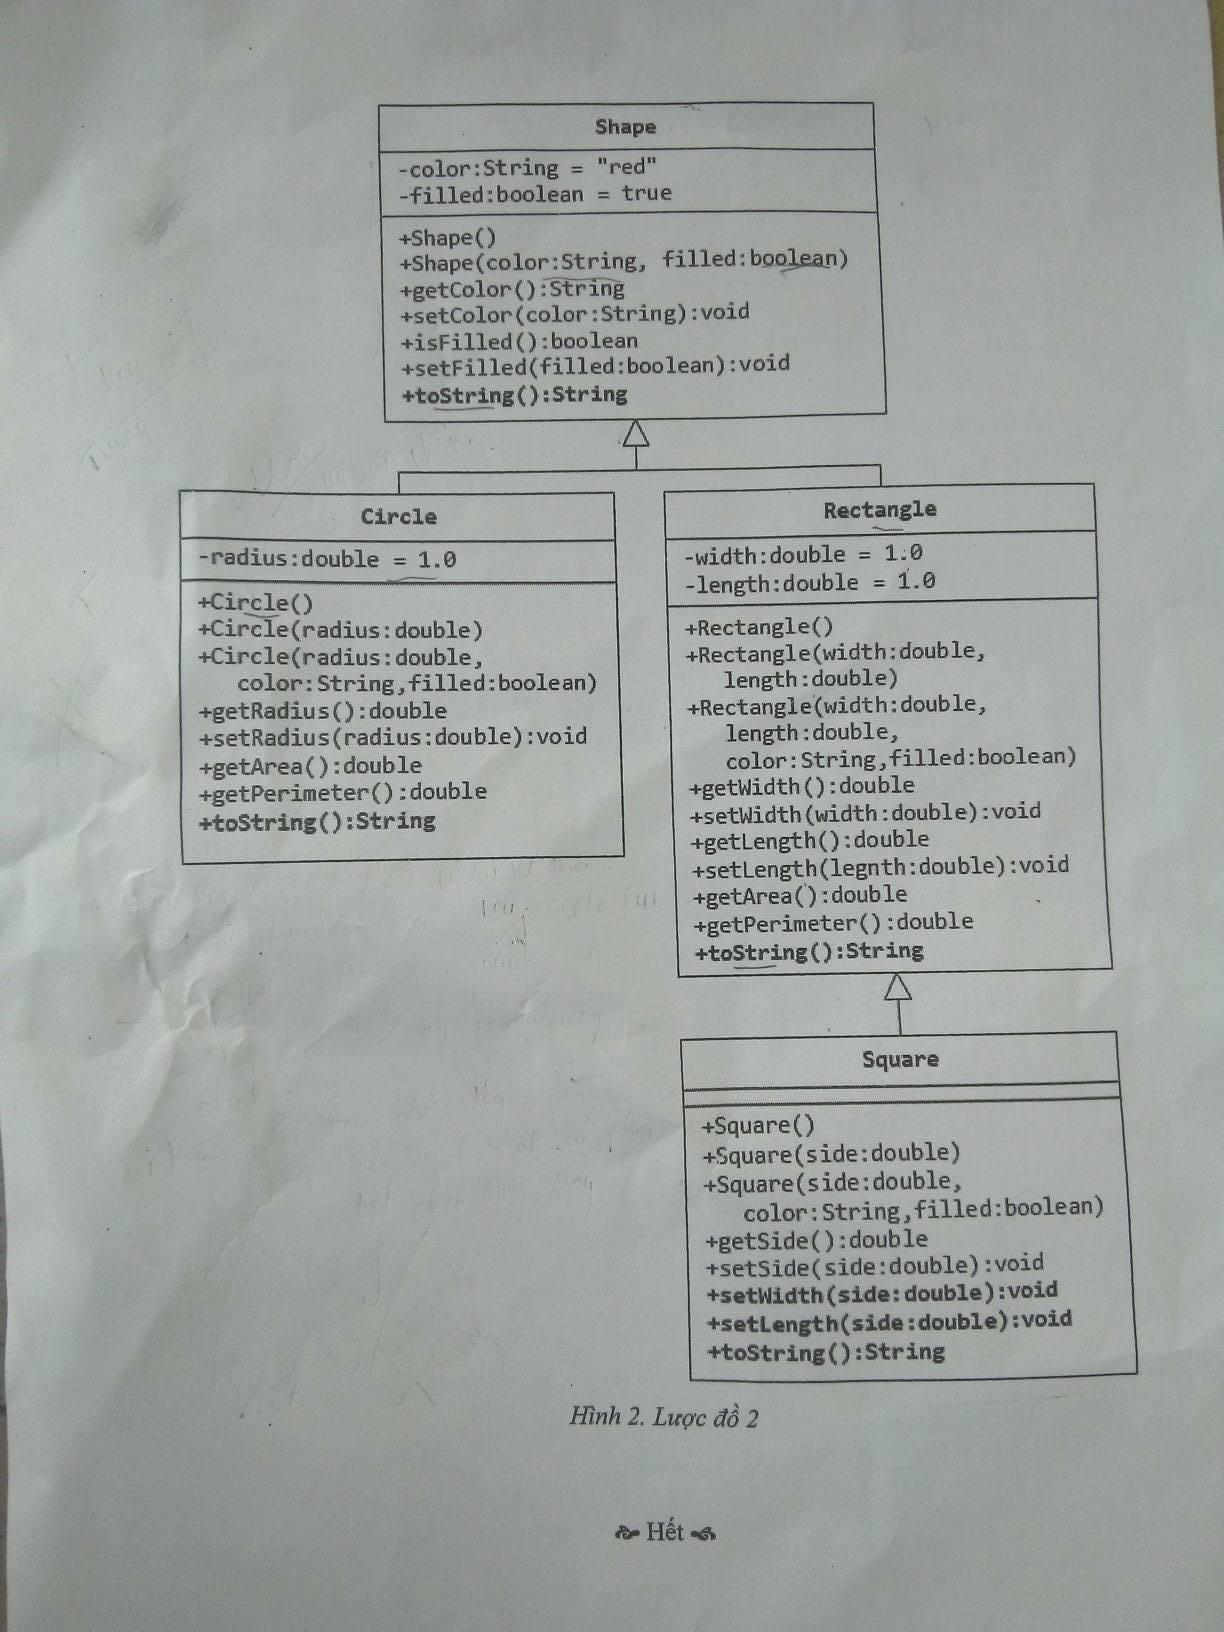 Shape
-color:String = "red"
-filled:boolean = true
+Shape()
+Shape(color:String, filled:boolean)
+getColor():String
+setColor(color:String):void
+isFilled():boolean
+setFilled(filled:boolean):void
+toString():String
Circle
-radius:double = 1.0
+Circle()
+Circle(radius:double)
+Circle(radius:double,
color:String,filled:boolean)
+getRadius():double
+setRadius(radius:double):void
+getArea():double
+getPerimeter():double
+toString():String
Rectangle
-width:double = 1.0
-length:double = 1.0
+Rectangle()
+Rectangle(width:double,
length:double)
+Rectangle(width:double,
length:double,
color:String,filled:boolean)
+getWidth():double
+setWidth(width:double):void
+getLength():double
+setLength(legnth:double):void
+getArea():double
+getPerimeter():double
+toString():String
Square
+Square()
+Square(side:double)
+Square(side:double,
color:String,filled:boolean)
+getSide():double
+setSide(side:double):void
+setWidth(side:double):void
+setLength(side:double):void
+toString():String
Hình 2. Lược đồ 2
Hết